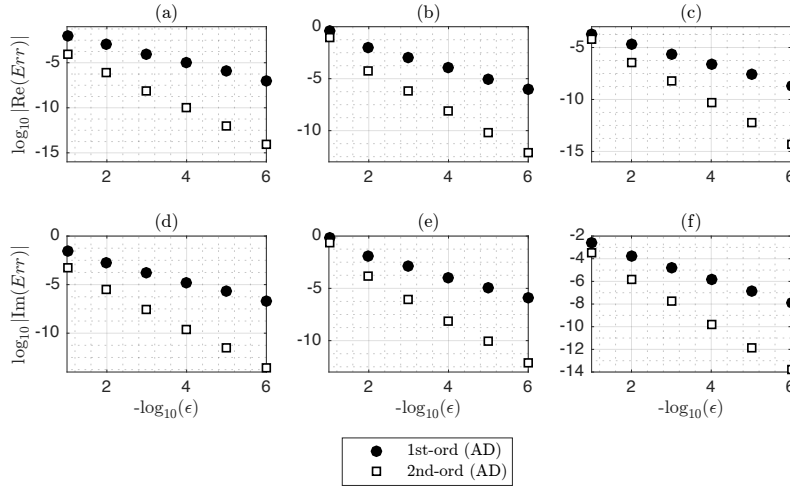 (a) (b) (c)
log₁₀ |Re(Err)|
-5
-10
-15
2 4 6
0
-5
-10
2 4 6
-5
-10
-15
2 4 6
(d) (e) (f)
log₁₀ |Im(Err)|
0
-5
-10
2 4 6
-log₁₀(ϵ)
0
-5
-10
2 4 6
-log₁₀(ϵ)
-2
-4
-6
-8
-10
-12
-14
2 4 6
-log₁₀(ϵ)
1st-ord (AD)
2nd-ord (AD)